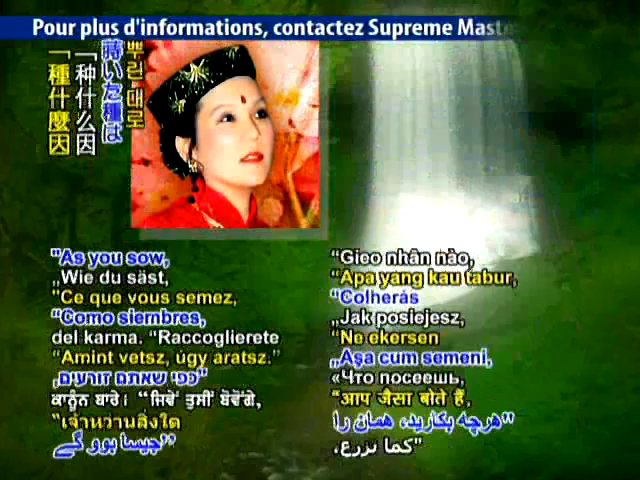 Pour plus d'informations, contactez Supreme Mast
「種什麼因
「种什么因
蒔いた種は
뿌린 대로
"As you sow,
„Wie du säst,
"Ce que vous semez,
"Como siembres,
del karma. "Raccoglierete
"Amint vetsz, úgy aratsz."
"כפי שאתם זורעים,
ਕਾਨੂੰਨ ਬਾਰੇ। "ਜਿਵੇਂ ਤੁਸੀਂ ਬੋਵੋਂਗੇ,
"เจ้าหว่านสิ่งใด
"جیسا بوو گے
"Gieo nhân nào,
"Apa yang kau tabur,
"Colherás
„Jak posiejesz,
"Ne ekersen
„Aşa cum semeni,
«Что посеешь,
"आप जैसा बोते हैं,
"هرچه بکارید، همان را
"كما نزرع،